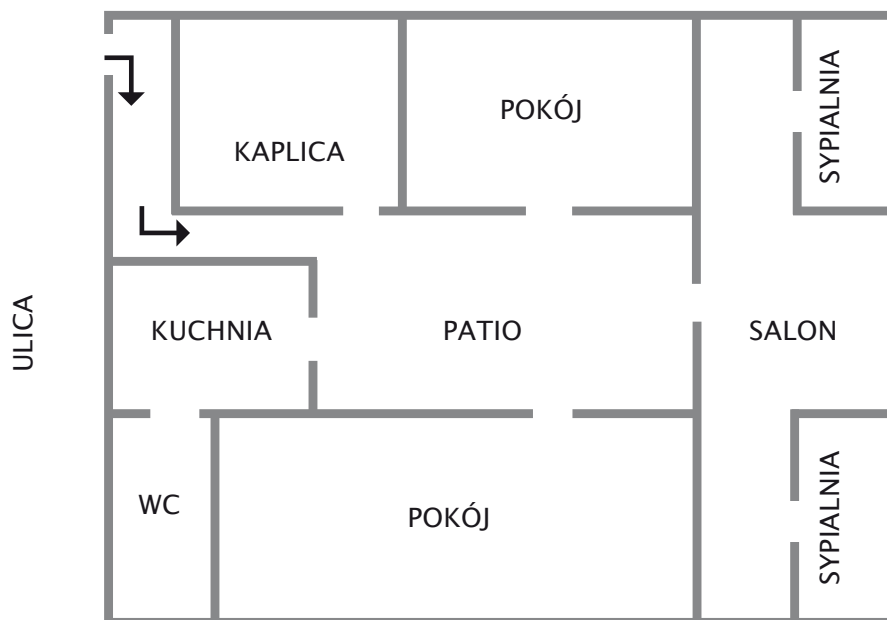 POKÓJ
SYPIALNIA
KAPLICA
ULICA
KUCHNIA
PATIO
SALON
WC
POKÓJ
SYPIALNIA